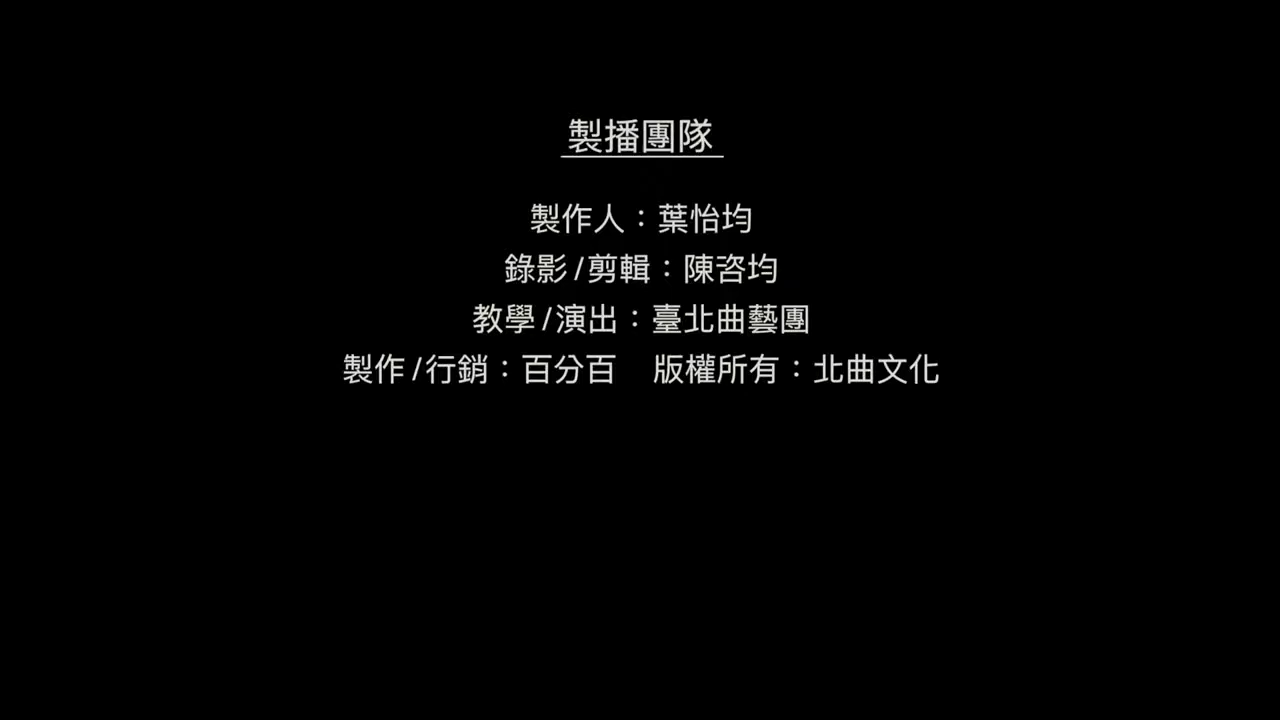 製播團隊
製作人：葉怡均
錄影/剪輯：陳咨均
教學/演出：臺北曲藝團
製作/行銷：百分百　版權所有：北曲文化